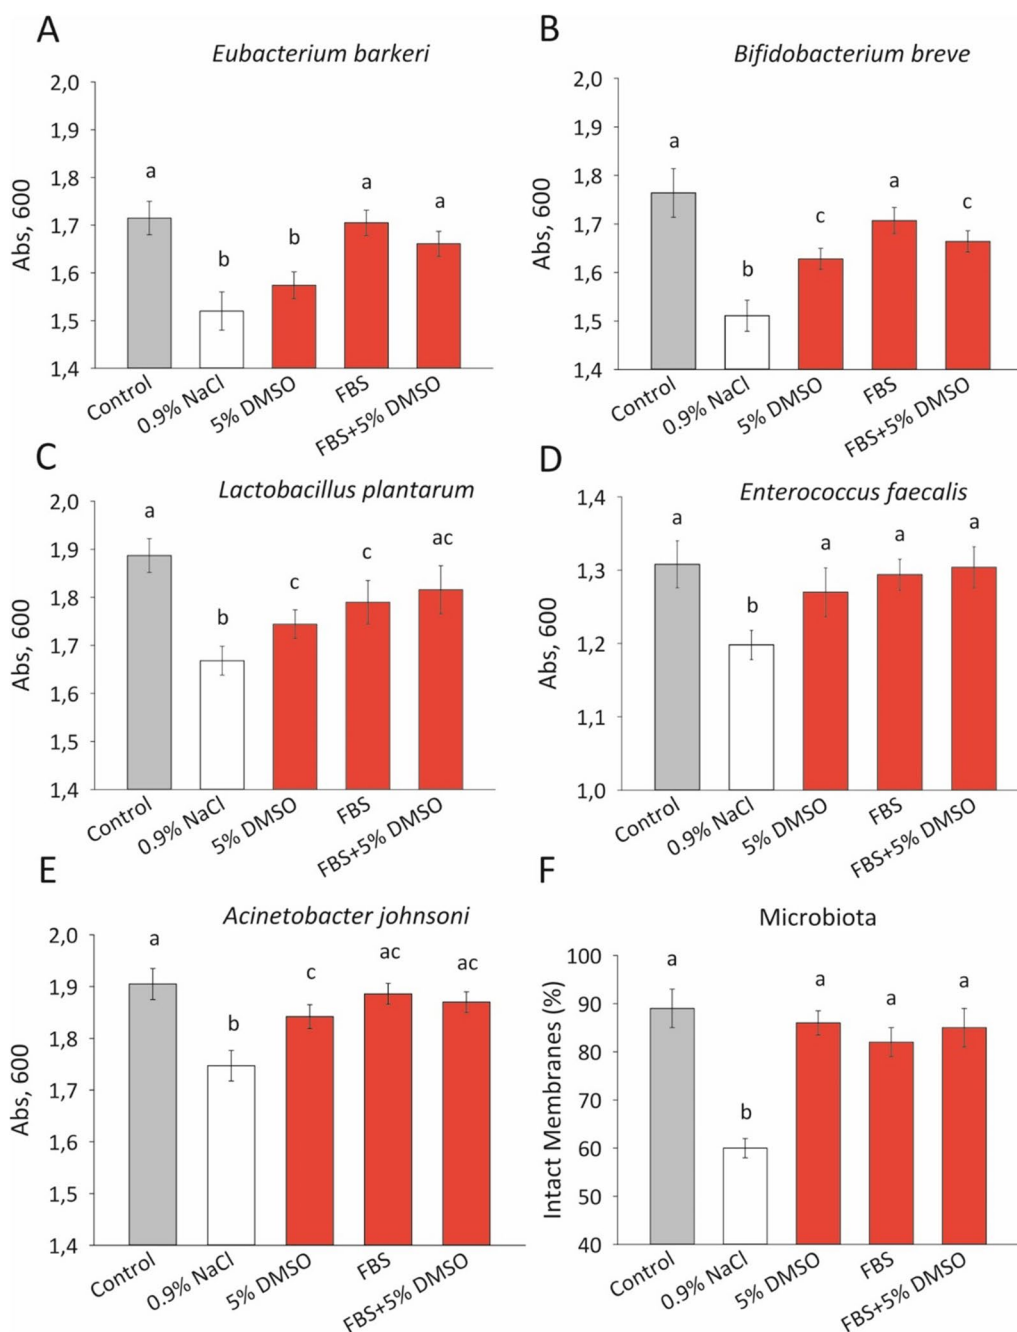 A
Eubacterium barkeri
2,0
1,9
1,8
1,7
1,6
1,5
1,4
Abs, 600
a
b
b
a
a
Control
0.9% NaCl
5% DMSO
FBS
FBS+5% DMSO
B
Bifidobacterium breve
2,0
1,9
1,8
1,7
1,6
1,5
1,4
Abs, 600
a
b
c
a
c
Control
0.9% NaCl
5% DMSO
FBS
FBS+5% DMSO
C
Lactobacillus plantarum
2,0
1,9
1,8
1,7
1,6
1,5
1,4
Abs, 600
a
b
c
c
ac
Control
0.9% NaCl
5% DMSO
FBS
FBS+5% DMSO
D
Enterococcus faecalis
1,4
1,3
1,2
1,1
1,0
Abs, 600
a
b
a
a
a
Control
0.9% NaCl
5% DMSO
FBS
FBS+5% DMSO
E
Acinetobacter johnsoni
2,0
1,9
1,8
1,7
1,6
1,5
1,4
Abs, 600
a
b
c
ac
ac
Control
0.9% NaCl
5% DMSO
FBS
FBS+5% DMSO
F
Microbiota
100
90
80
70
60
50
40
Intact Membranes (%)
a
b
a
a
a
Control
0.9% NaCl
5% DMSO
FBS
FBS+5% DMSO